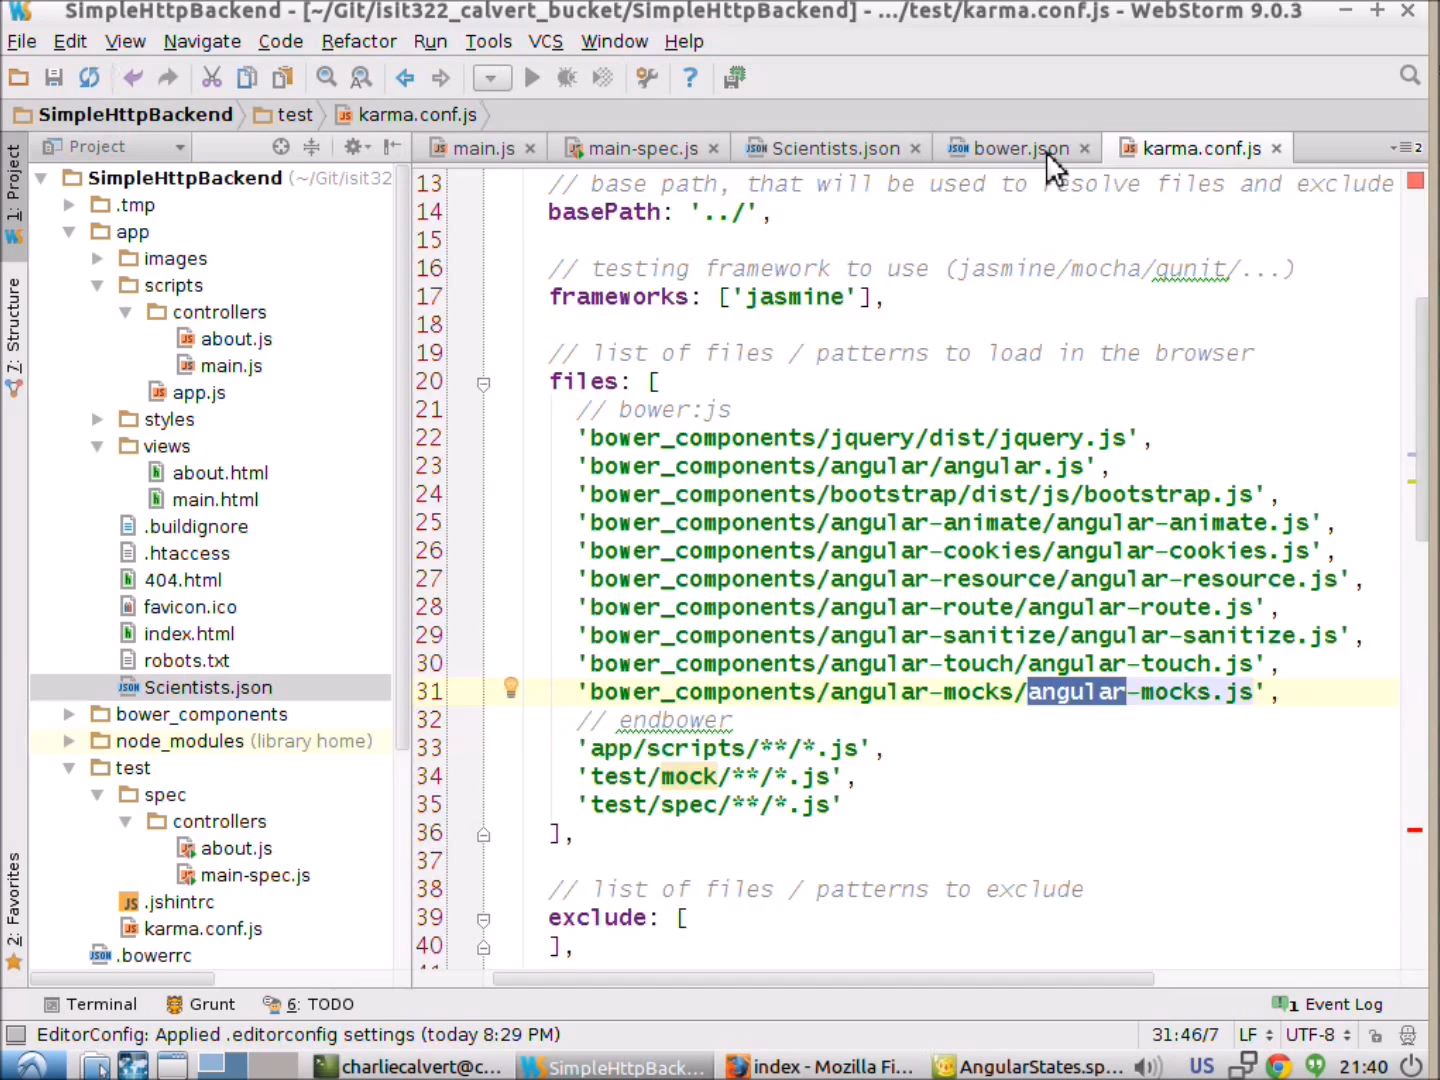 SimpleHttpBackend - [~/Git/isit322_calvert_bucket/SimpleHttpBackend] - .../test/karma.conf.js - WebStorm 9.0.3
File Edit View Navigate Code Refactor Run Tools VCS Window Help
SimpleHttpBackend test karma.conf.js
Project
main.js main-spec.js Scientists.json bower.json karma.conf.js 2
1: Project
7: Structure
2: Favorites
SimpleHttpBackend (~/Git/isit32
.tmp
app
images
scripts
controllers
about.js
main.js
app.js
styles
views
about.html
main.html
.buildignore
.htaccess
404.html
favicon.ico
index.html
robots.txt
Scientists.json
bower_components
node_modules (library home)
test
spec
controllers
about.js
main-spec.js
.jshintrc
karma.conf.js
.bowerrc
13 // base path, that will be used to resolve files and exclude
14 basePath: '../',
15
16 // testing framework to use (jasmine/mocha/qunit/...)
17 frameworks: ['jasmine'],
18
19 // list of files / patterns to load in the browser
20 files: [
21 // bower:js
22 'bower_components/jquery/dist/jquery.js',
23 'bower_components/angular/angular.js',
24 'bower_components/bootstrap/dist/js/bootstrap.js',
25 'bower_components/angular-animate/angular-animate.js',
26 'bower_components/angular-cookies/angular-cookies.js',
27 'bower_components/angular-resource/angular-resource.js',
28 'bower_components/angular-route/angular-route.js',
29 'bower_components/angular-sanitize/angular-sanitize.js',
30 'bower_components/angular-touch/angular-touch.js',
31 'bower_components/angular-mocks/angular-mocks.js',
32 // endbower
33 'app/scripts/**/*.js',
34 'test/mock/**/*.js',
35 'test/spec/**/*.js'
36 ],
37
38 // list of files / patterns to exclude
39 exclude: [
40 ],
Terminal Grunt 6: TODO 1 Event Log
EditorConfig: Applied .editorconfig settings (today 8:29 PM) 31:46/7 LF UTF-8
charliecalvert@c... SimpleHttpBack... index - Mozilla Fi... AngularStates.sp... US 21:40